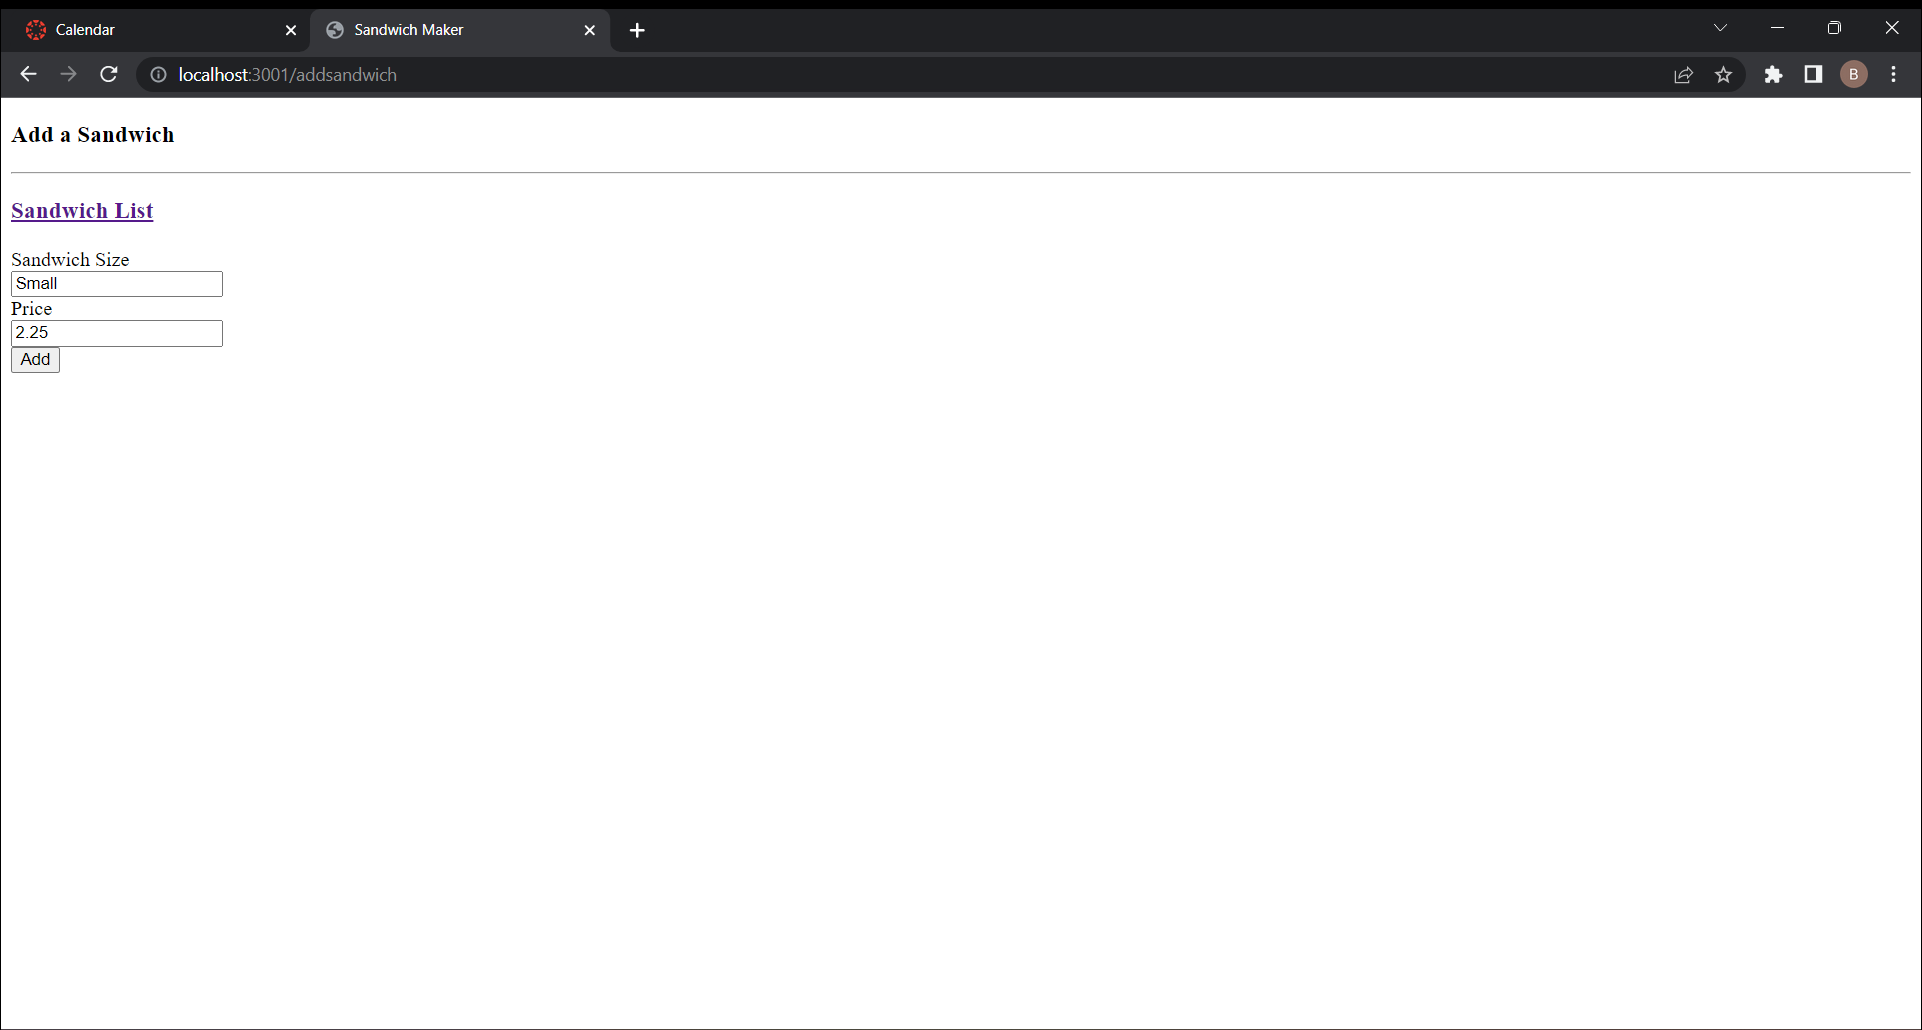 Calendar
Sandwich Maker
localhost:3001/addsandwich
B
Add a Sandwich
Sandwich List
Sandwich Size
Small
Price
2.25
Add